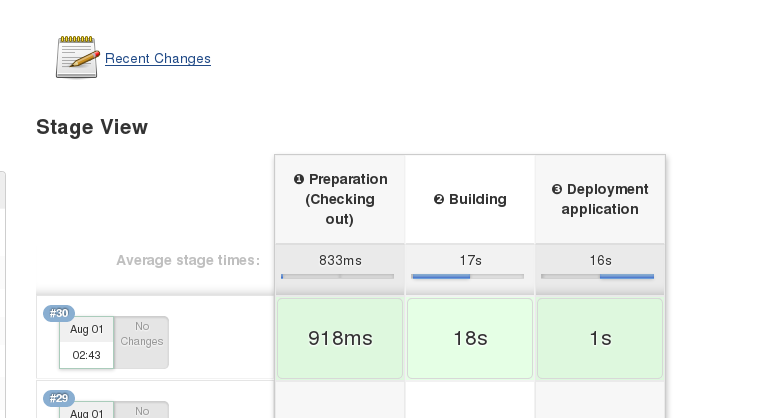 Recent Changes
Stage View
❶ Preparation
(Checking
out)
❷ Building
❸ Deployment
application
Average stage times:
833ms
17s
16s
#30
Aug 01
02:43
No
Changes
918ms
18s
1s
#29
Aug 01
No